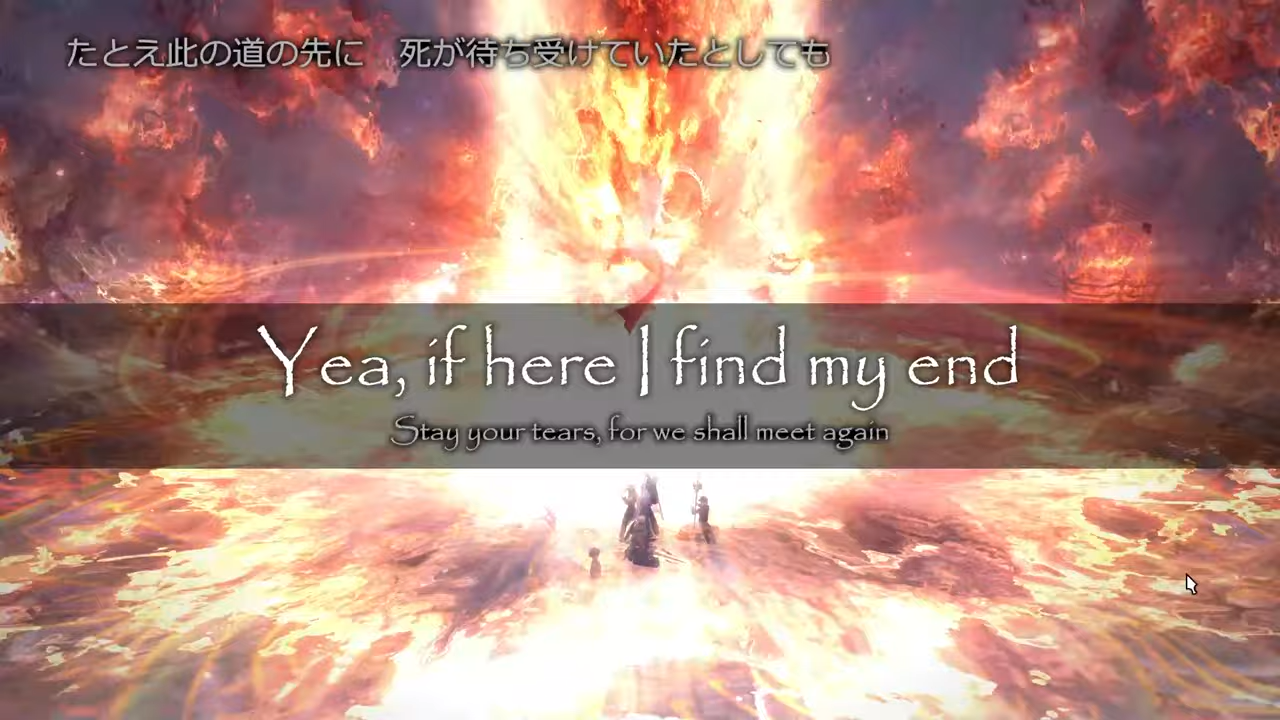 たとえ此の道の先に　死が待ち受けていたとしても
Yea, if here I find my end
Stay your tears, for we shall meet again